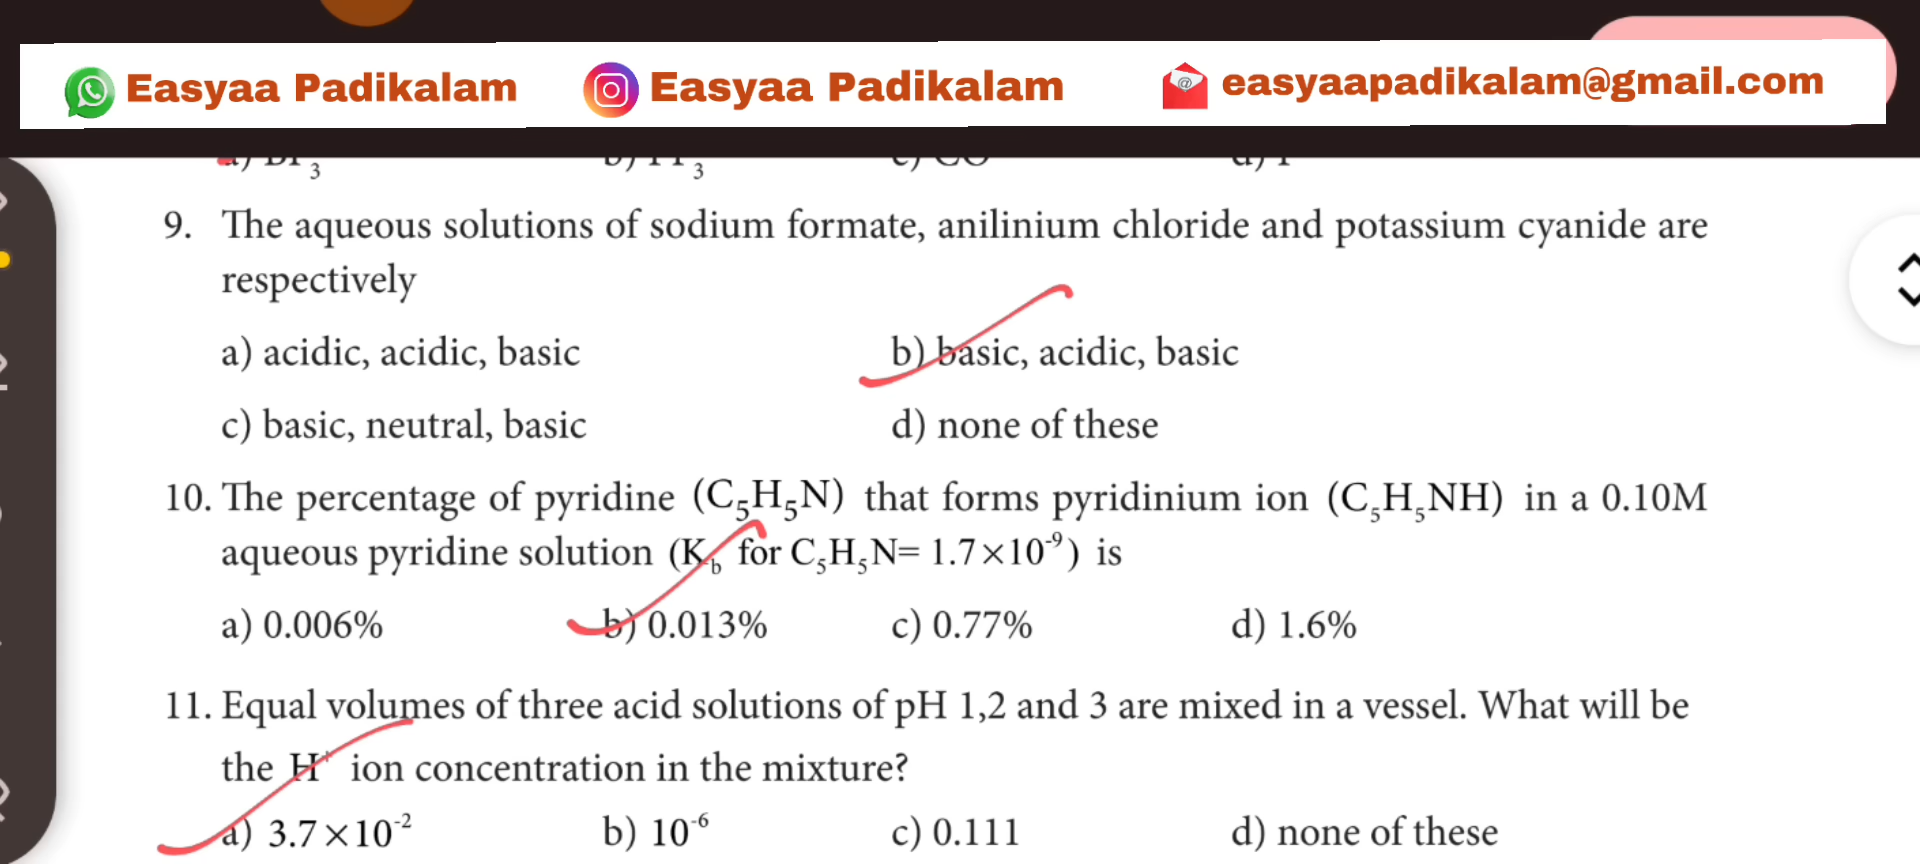 Easyaa Padikalam Easyaa Padikalam easyaapadikalam@gmail.com
9. The aqueous solutions of sodium formate, anilinium chloride and potassium cyanide are
respectively
a) acidic, acidic, basic b) basic, acidic, basic
c) basic, neutral, basic d) none of these
10. The percentage of pyridine (C₅H₅N) that forms pyridinium ion (C₅H₅NH) in a 0.10M
aqueous pyridine solution (K_b for C₅H₅N= 1.7×10⁻⁹) is
a) 0.006% b) 0.013% c) 0.77% d) 1.6%
11. Equal volumes of three acid solutions of pH 1,2 and 3 are mixed in a vessel. What will be
the H⁺ ion concentration in the mixture?
a) 3.7×10⁻² b) 10⁻⁶ c) 0.111 d) none of these